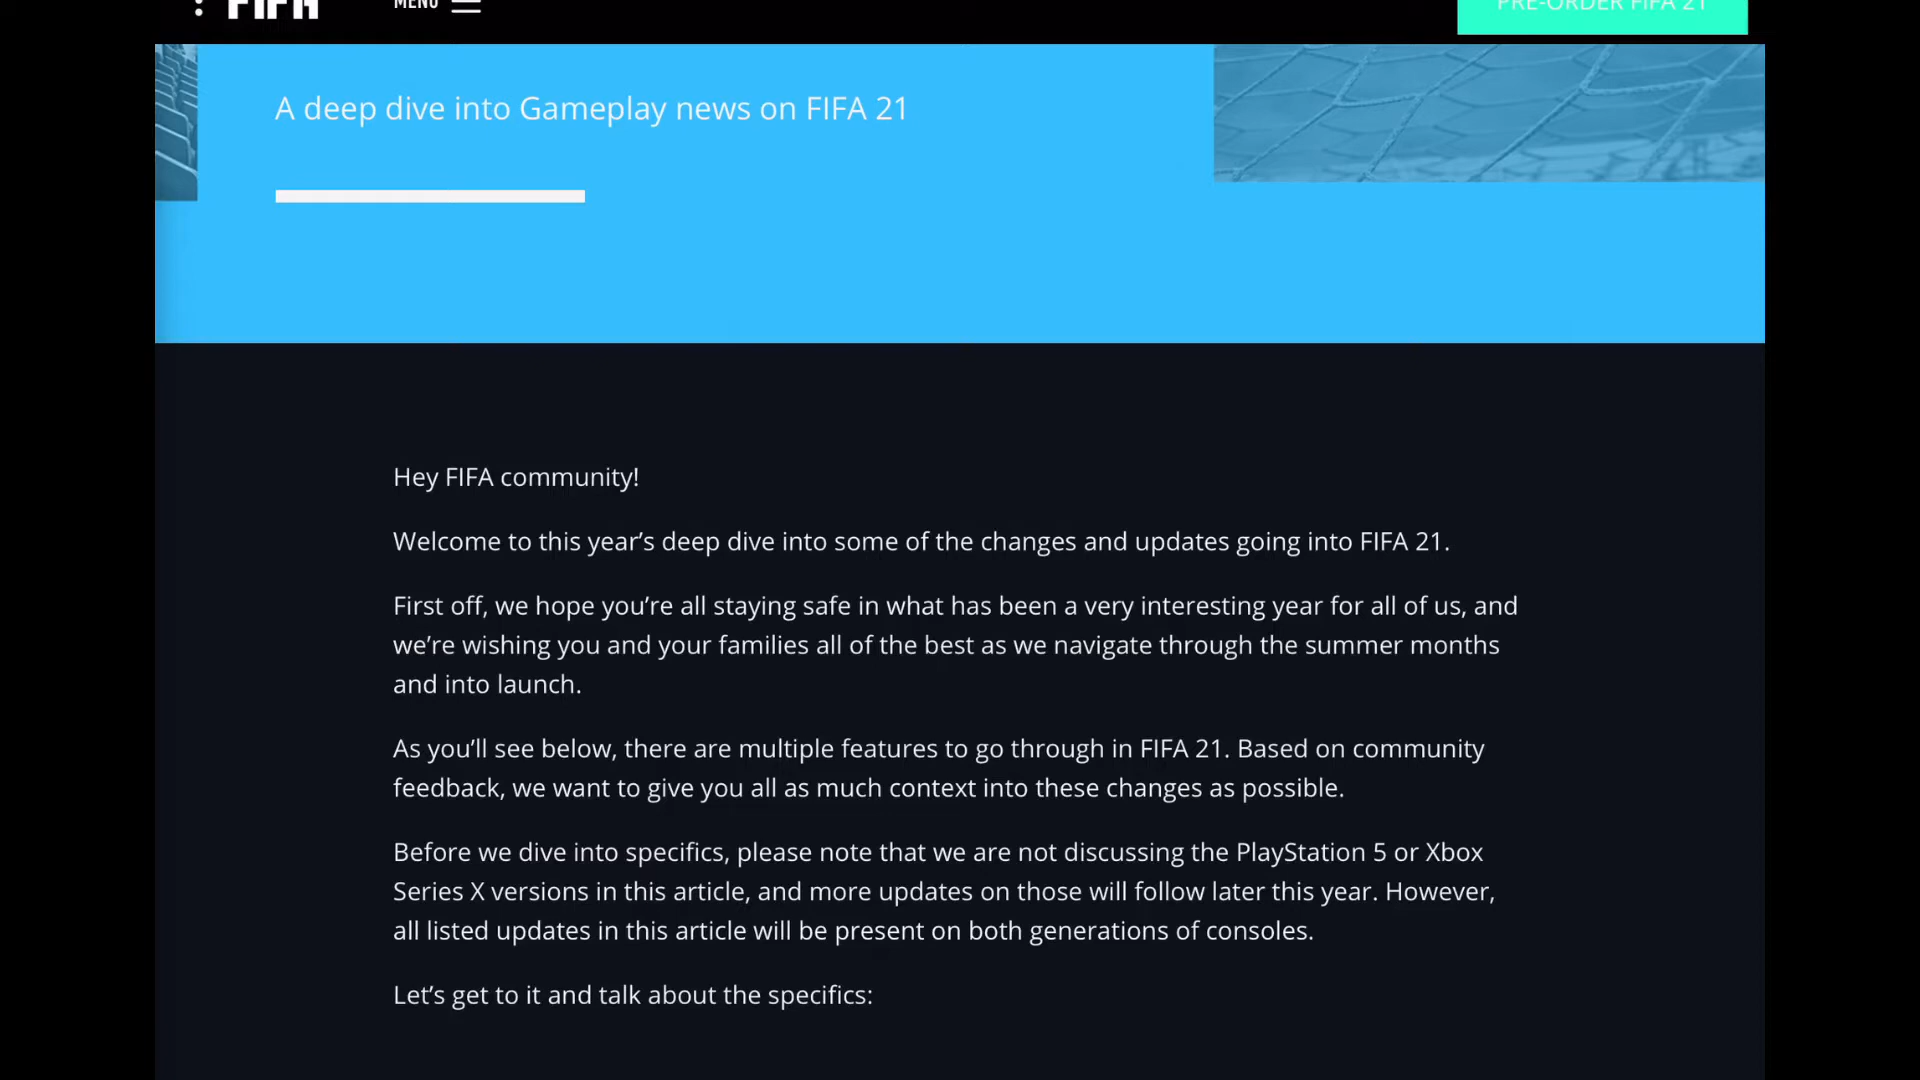 FIFA MENU PRE-ORDER FIFA 21
A deep dive into Gameplay news on FIFA 21
Hey FIFA community!
Welcome to this year’s deep dive into some of the changes and updates going into FIFA 21.
First off, we hope you’re all staying safe in what has been a very interesting year for all of us, and
we’re wishing you and your families all of the best as we navigate through the summer months
and into launch.
As you’ll see below, there are multiple features to go through in FIFA 21. Based on community
feedback, we want to give you all as much context into these changes as possible.
Before we dive into specifics, please note that we are not discussing the PlayStation 5 or Xbox
Series X versions in this article, and more updates on those will follow later this year. However,
all listed updates in this article will be present on both generations of consoles.
Let’s get to it and talk about the specifics: